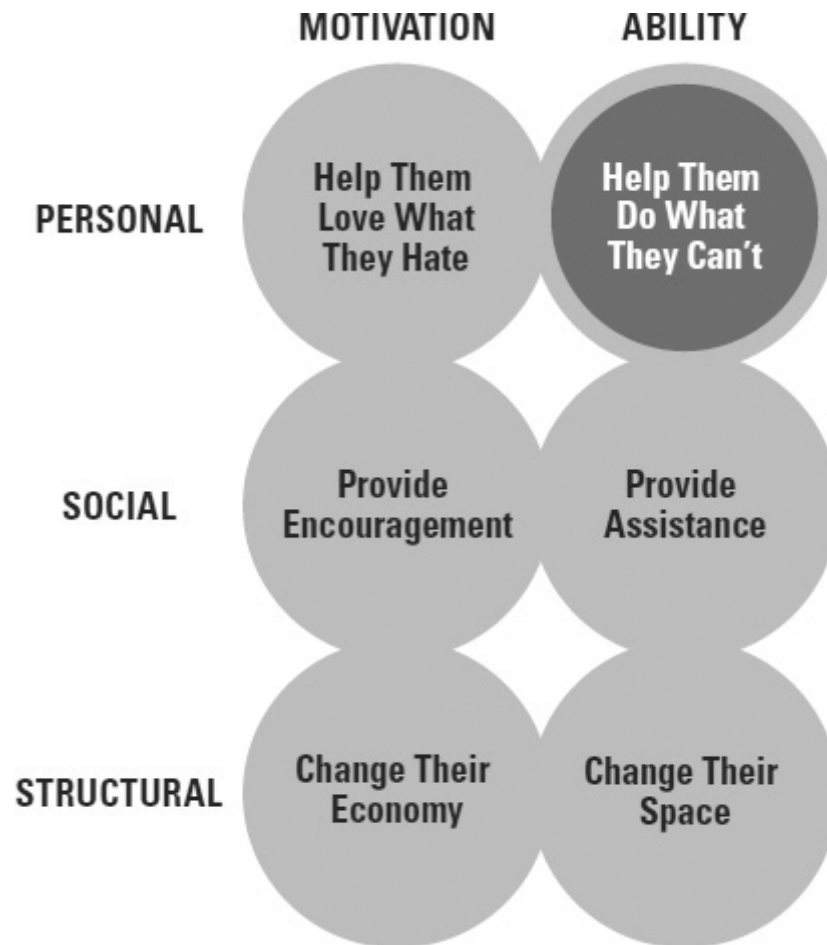 MOTIVATION ABILITY
PERSONAL
Help Them
Love What
They Hate
Help Them
Do What
They Can't
SOCIAL
Provide
Encouragement
Provide
Assistance
STRUCTURAL
Change Their
Economy
Change Their
Space